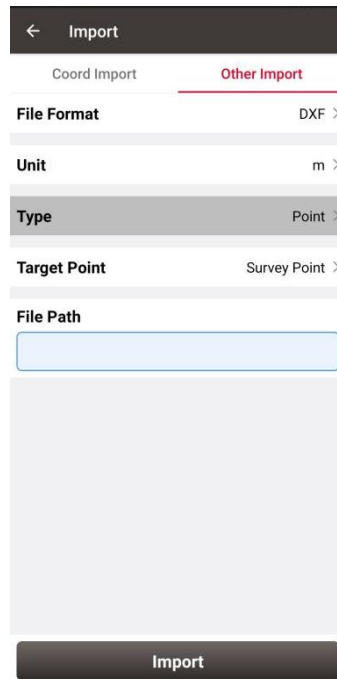 Import
Coord Import Other Import
File Format DXF
Unit m
Type Point
Target Point Survey Point
File Path
Import